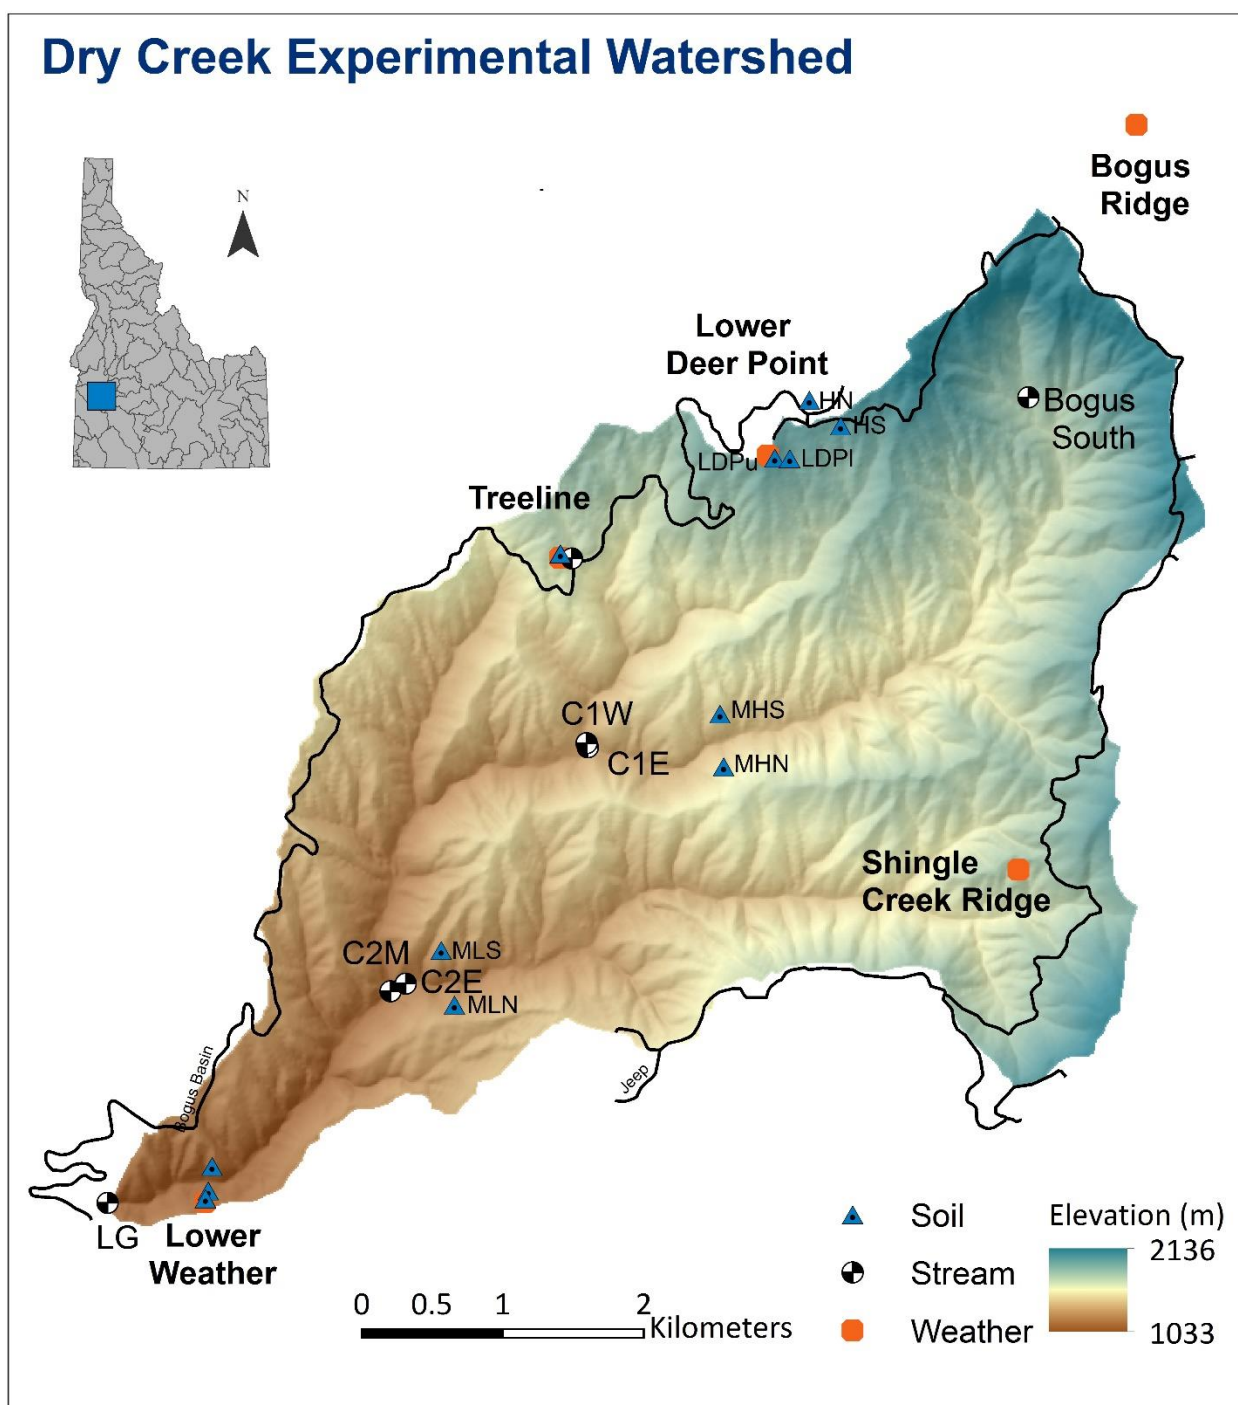 Dry Creek Experimental Watershed
N
Bogus
Ridge
Lower
Deer Point
HN
HS
Bogus
South
LDPu
LDPl
Treeline
C1W
C1E
MHS
MHN
Shingle
Creek Ridge
C2M
MLS
C2E
MLN
Bogus Basin
Jeep
LG
Lower
Weather
Soil
Stream
Weather
Elevation (m)
2136
1033
0 0.5 1 2
Kilometers